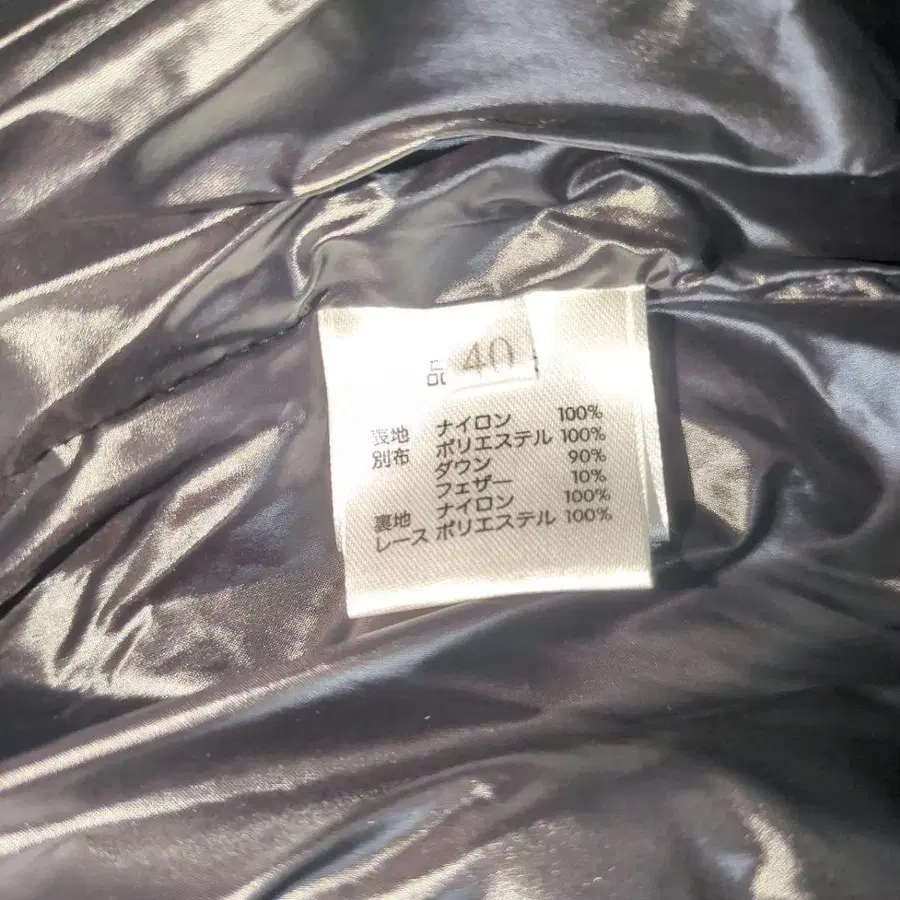 品 40
表地 ナイロン 100%
別布 ポリエステル 100%
ダウン 90%
フェザー 10%
裏地 ナイロン 100%
レース ポリエステル 100%